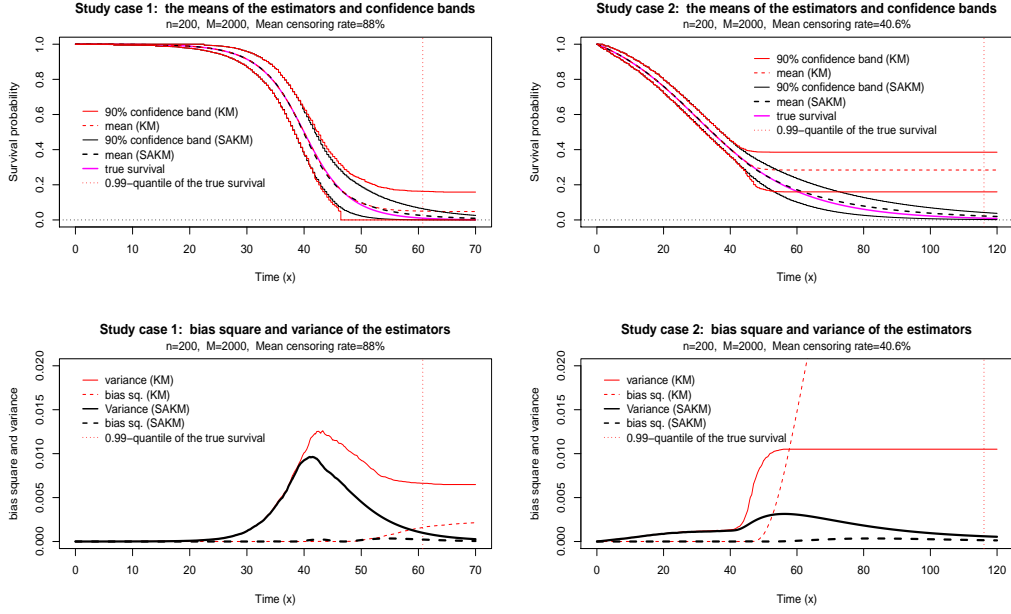 Study case 1: the means of the estimators and confidence bands
n=200, M=2000, Mean censoring rate=88%
Survival probability
1.0
0.8
0.6
0.4
0.2
0.0
90% confidence band (KM)
mean (KM)
90% confidence band (SAKM)
mean (SAKM)
true survival
0.99−quantile of the true survival
0 10 20 30 40 50 60 70
Time (x)
Study case 2: the means of the estimators and confidence bands
n=200, M=2000, Mean censoring rate=40.6%
Survival probability
1.0
0.8
0.6
0.4
0.2
0.0
90% confidence band (KM)
mean (KM)
90% confidence band (SAKM)
mean (SAKM)
true survival
0.99−quantile of the true survival
0 20 40 60 80 100 120
Time (x)
Study case 1: bias square and variance of the estimators
n=200, M=2000, Mean censoring rate=88%
bias square and variance
0.020
0.015
0.010
0.005
0.000
variance (KM)
bias sq. (KM)
Variance (SAKM)
bias sq. (SAKM)
0.99−quantile of the true survival
0 10 20 30 40 50 60 70
Time (x)
Study case 2: bias square and variance of the estimators
n=200, M=2000, Mean censoring rate=40.6%
bias square and variance
0.020
0.015
0.010
0.005
0.000
variance (KM)
bias sq. (KM)
Variance (SAKM)
bias sq. (SAKM)
0.99−quantile of the true survival
0 20 40 60 80 100 120
Time (x)